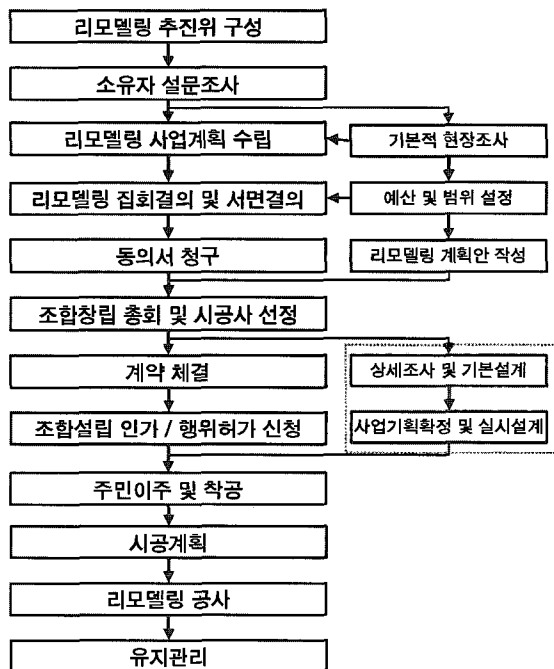 리모델링 추진위 구성
소유자 설문조사
리모델링 사업계획 수립
기본적 현장조사
리모델링 집회결의 및 서면결의
예산 및 범위 설정
동의서 청구
리모델링 계획안 작성
조합창립 총회 및 시공사 선정
계약 체결
상세조사 및 기본설계
조합설립 인가 / 행위허가 신청
사업기획확정 및 실시설계
주민이주 및 착공
시공계획
리모델링 공사
유지관리